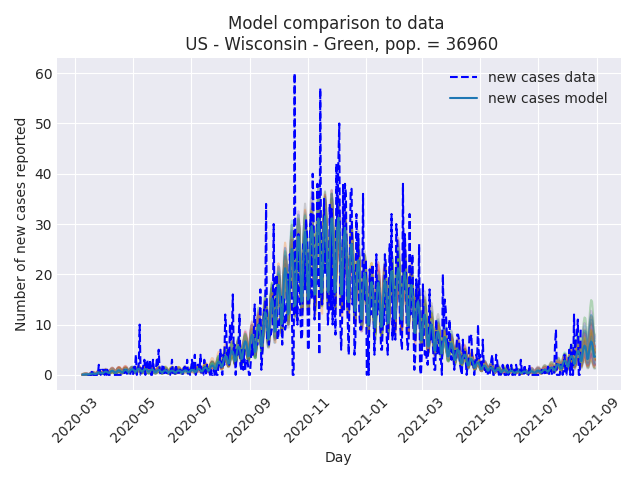 Model comparison to data
US - Wisconsin - Green, pop. = 36960
new cases data
new cases model
Number of new cases reported
60
50
40
30
20
10
0
2020-03
2020-05
2020-07
2020-09
2020-11
2021-01
2021-03
2021-05
2021-07
2021-09
Day